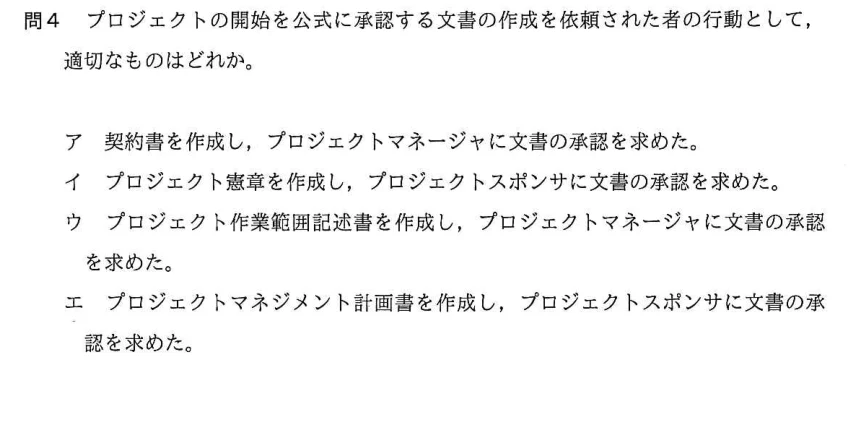 問4 プロジェクトの開始を公式に承認する文書の作成を依頼された者の行動として，
適切なものはどれか。
ア 契約書を作成し，プロジェクトマネージャに文書の承認を求めた。
イ プロジェクト憲章を作成し，プロジェクトスポンサに文書の承認を求めた。
ウ プロジェクト作業範囲記述書を作成し，プロジェクトマネージャに文書の承認
を求めた。
エ プロジェクトマネジメント計画書を作成し，プロジェクトスポンサに文書の承
認を求めた。